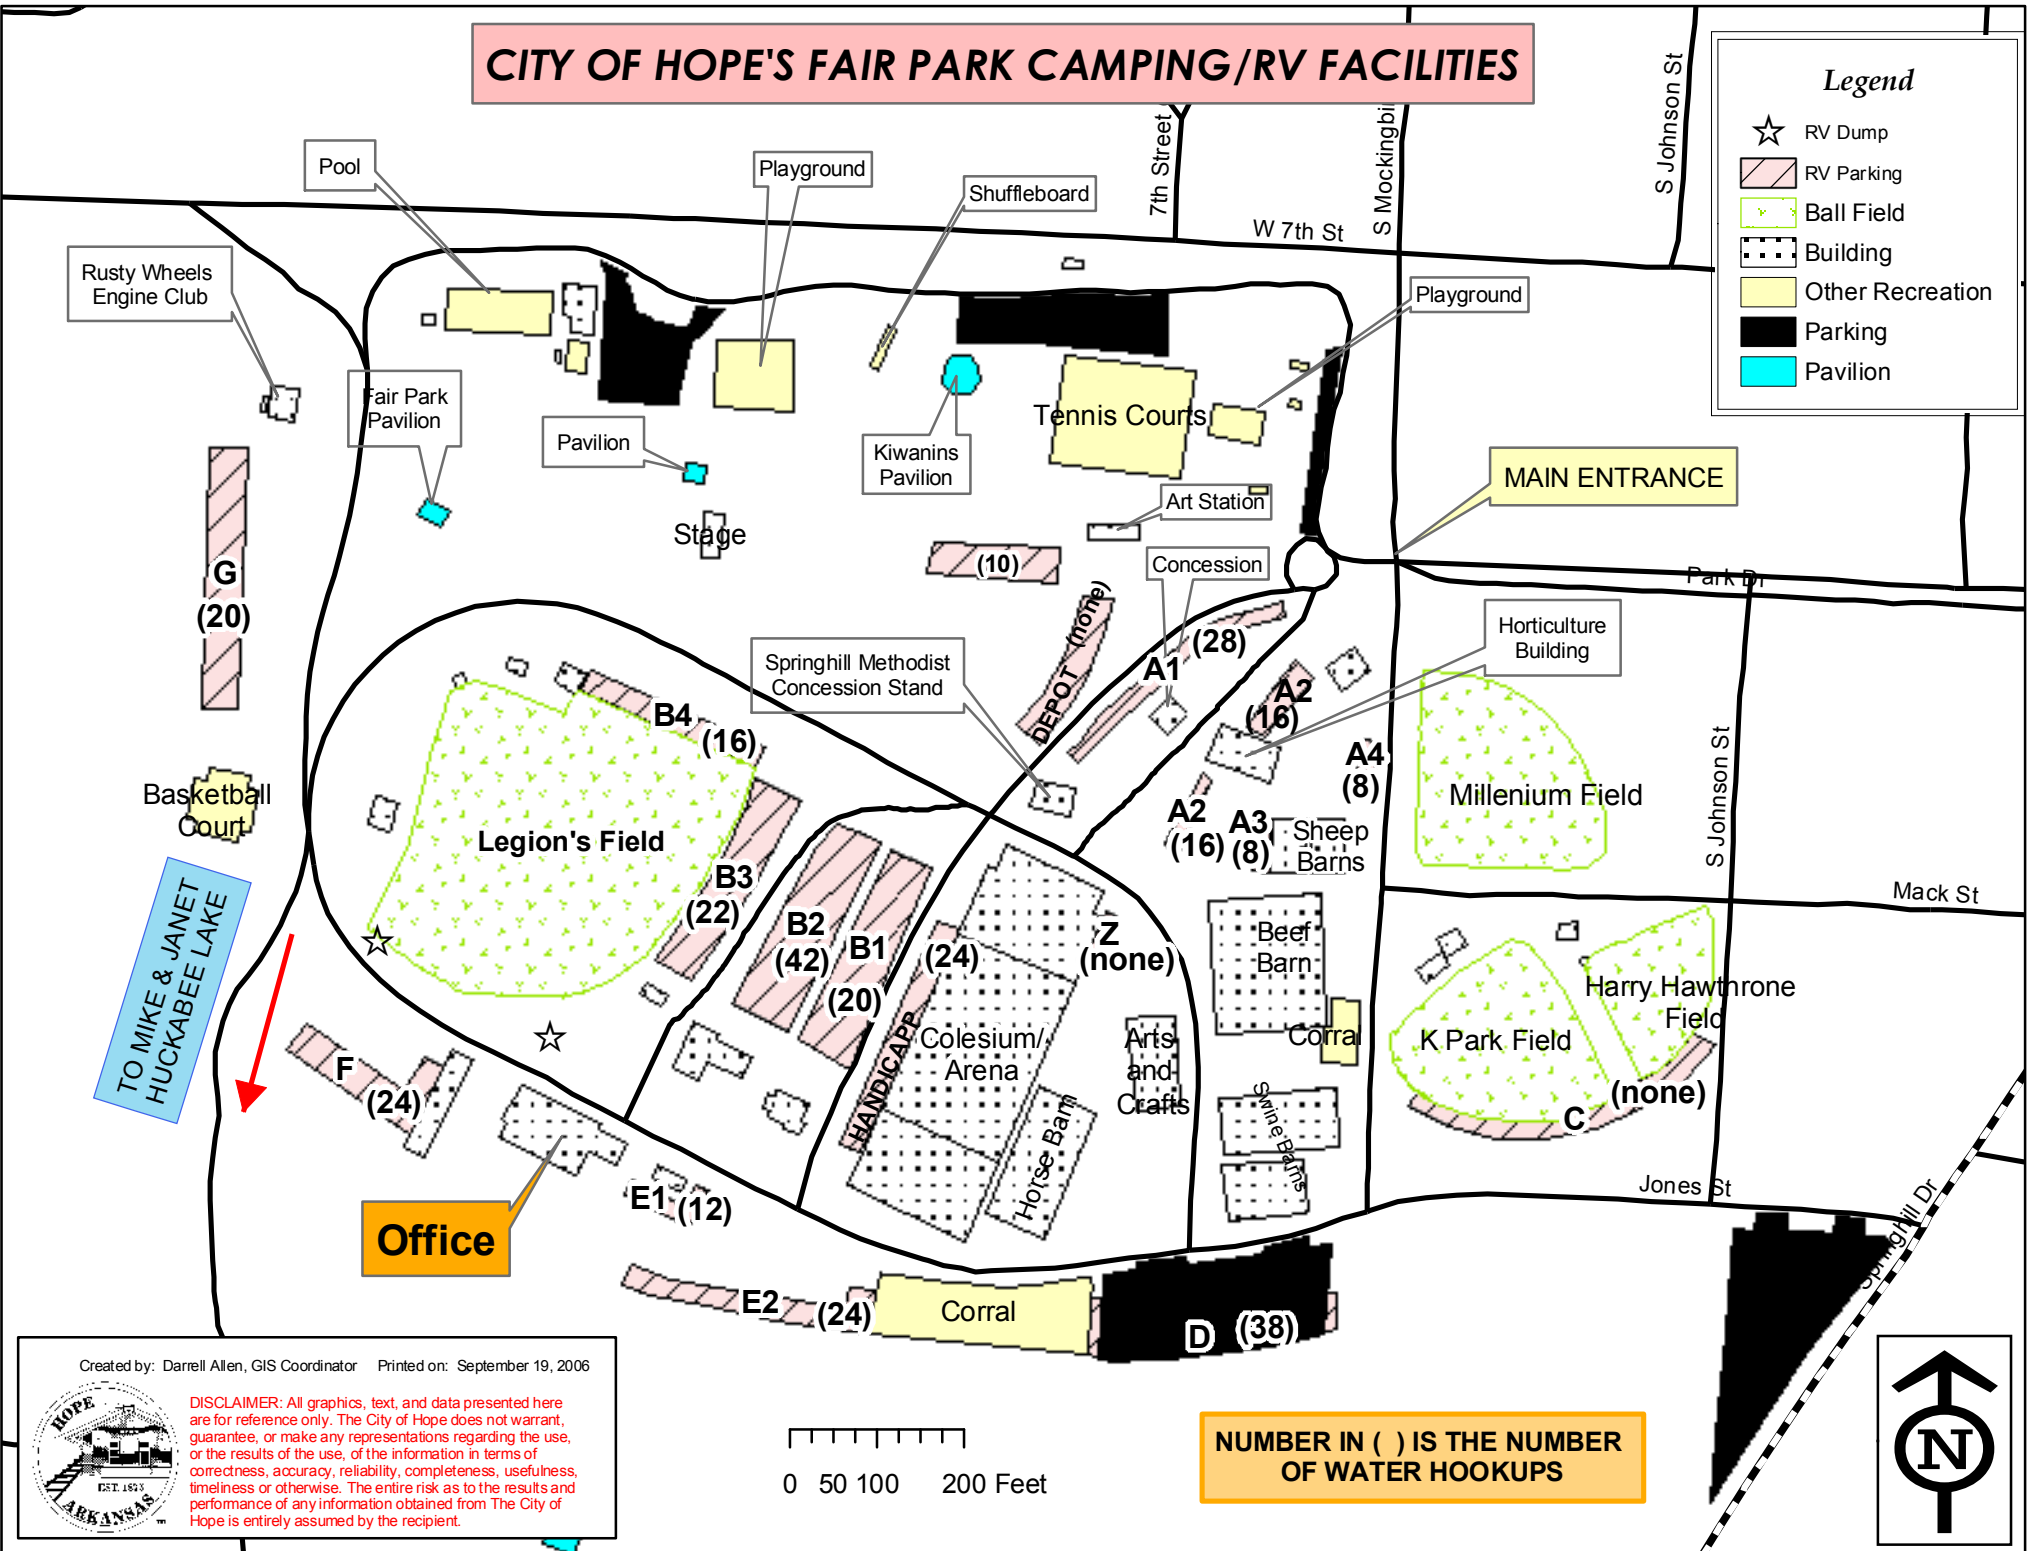 CITY OF HOPE'S FAIR PARK CAMPING/RV FACILITIES
Legend
RV Dump
RV Parking
Ball Field
Building
Other Recreation
Parking
Pavilion
S Johnson St
7th Street
S Mockingbi
W 7th St
Pool
Playground
Shuffleboard
Rusty Wheels
Engine Club
Playground
Fair Park
Pavilion
Pavilion
Kiwanins
Pavilion
Tennis Courts
MAIN ENTRANCE
Art Station
Stage
(10)
Concession
Park Dr
G
(20)
DEPOT (none)
Horticulture
Building
Springhill Methodist
Concession Stand
A1
(28)
A2
(16)
B4
(16)
A4
(8)
Basketball
Court
Legion's Field
Millenium Field
S Johnson St
A2
(16)
A3
(8)
Sheep
Barns
B3
(22)
B2
(42)
B1
(20)
(24)
HANDICAPP
Z
(none)
Mack St
Beef
Barn
TO MIKE & JANET
HUCKABEE LAKE
Colesium/
Arena
Arts
and
Crafts
Corral
K Park Field
Harry Hawthrone
Field
F
(24)
Horse Barn
Swine Barns
C
(none)
Office
E1
(12)
Jones St
Springhill Dr
E2
(24)
Corral
D
(38)
Created by: Darrell Allen, GIS Coordinator Printed on: September 19, 2006
DISCLAIMER: All graphics, text, and data presented here
are for reference only. The City of Hope does not warrant,
guarantee, or make any representations regarding the use,
or the results of the use, of the information in terms of
correctness, accuracy, reliability, completeness, usefulness,
timeliness or otherwise. The entire risk as to the results and
performance of any information obtained from The City of
Hope is entirely assumed by the recipient.
HOPE
EST. 1873
ARKANSAS
0 50 100 200 Feet
NUMBER IN ( ) IS THE NUMBER
OF WATER HOOKUPS
N